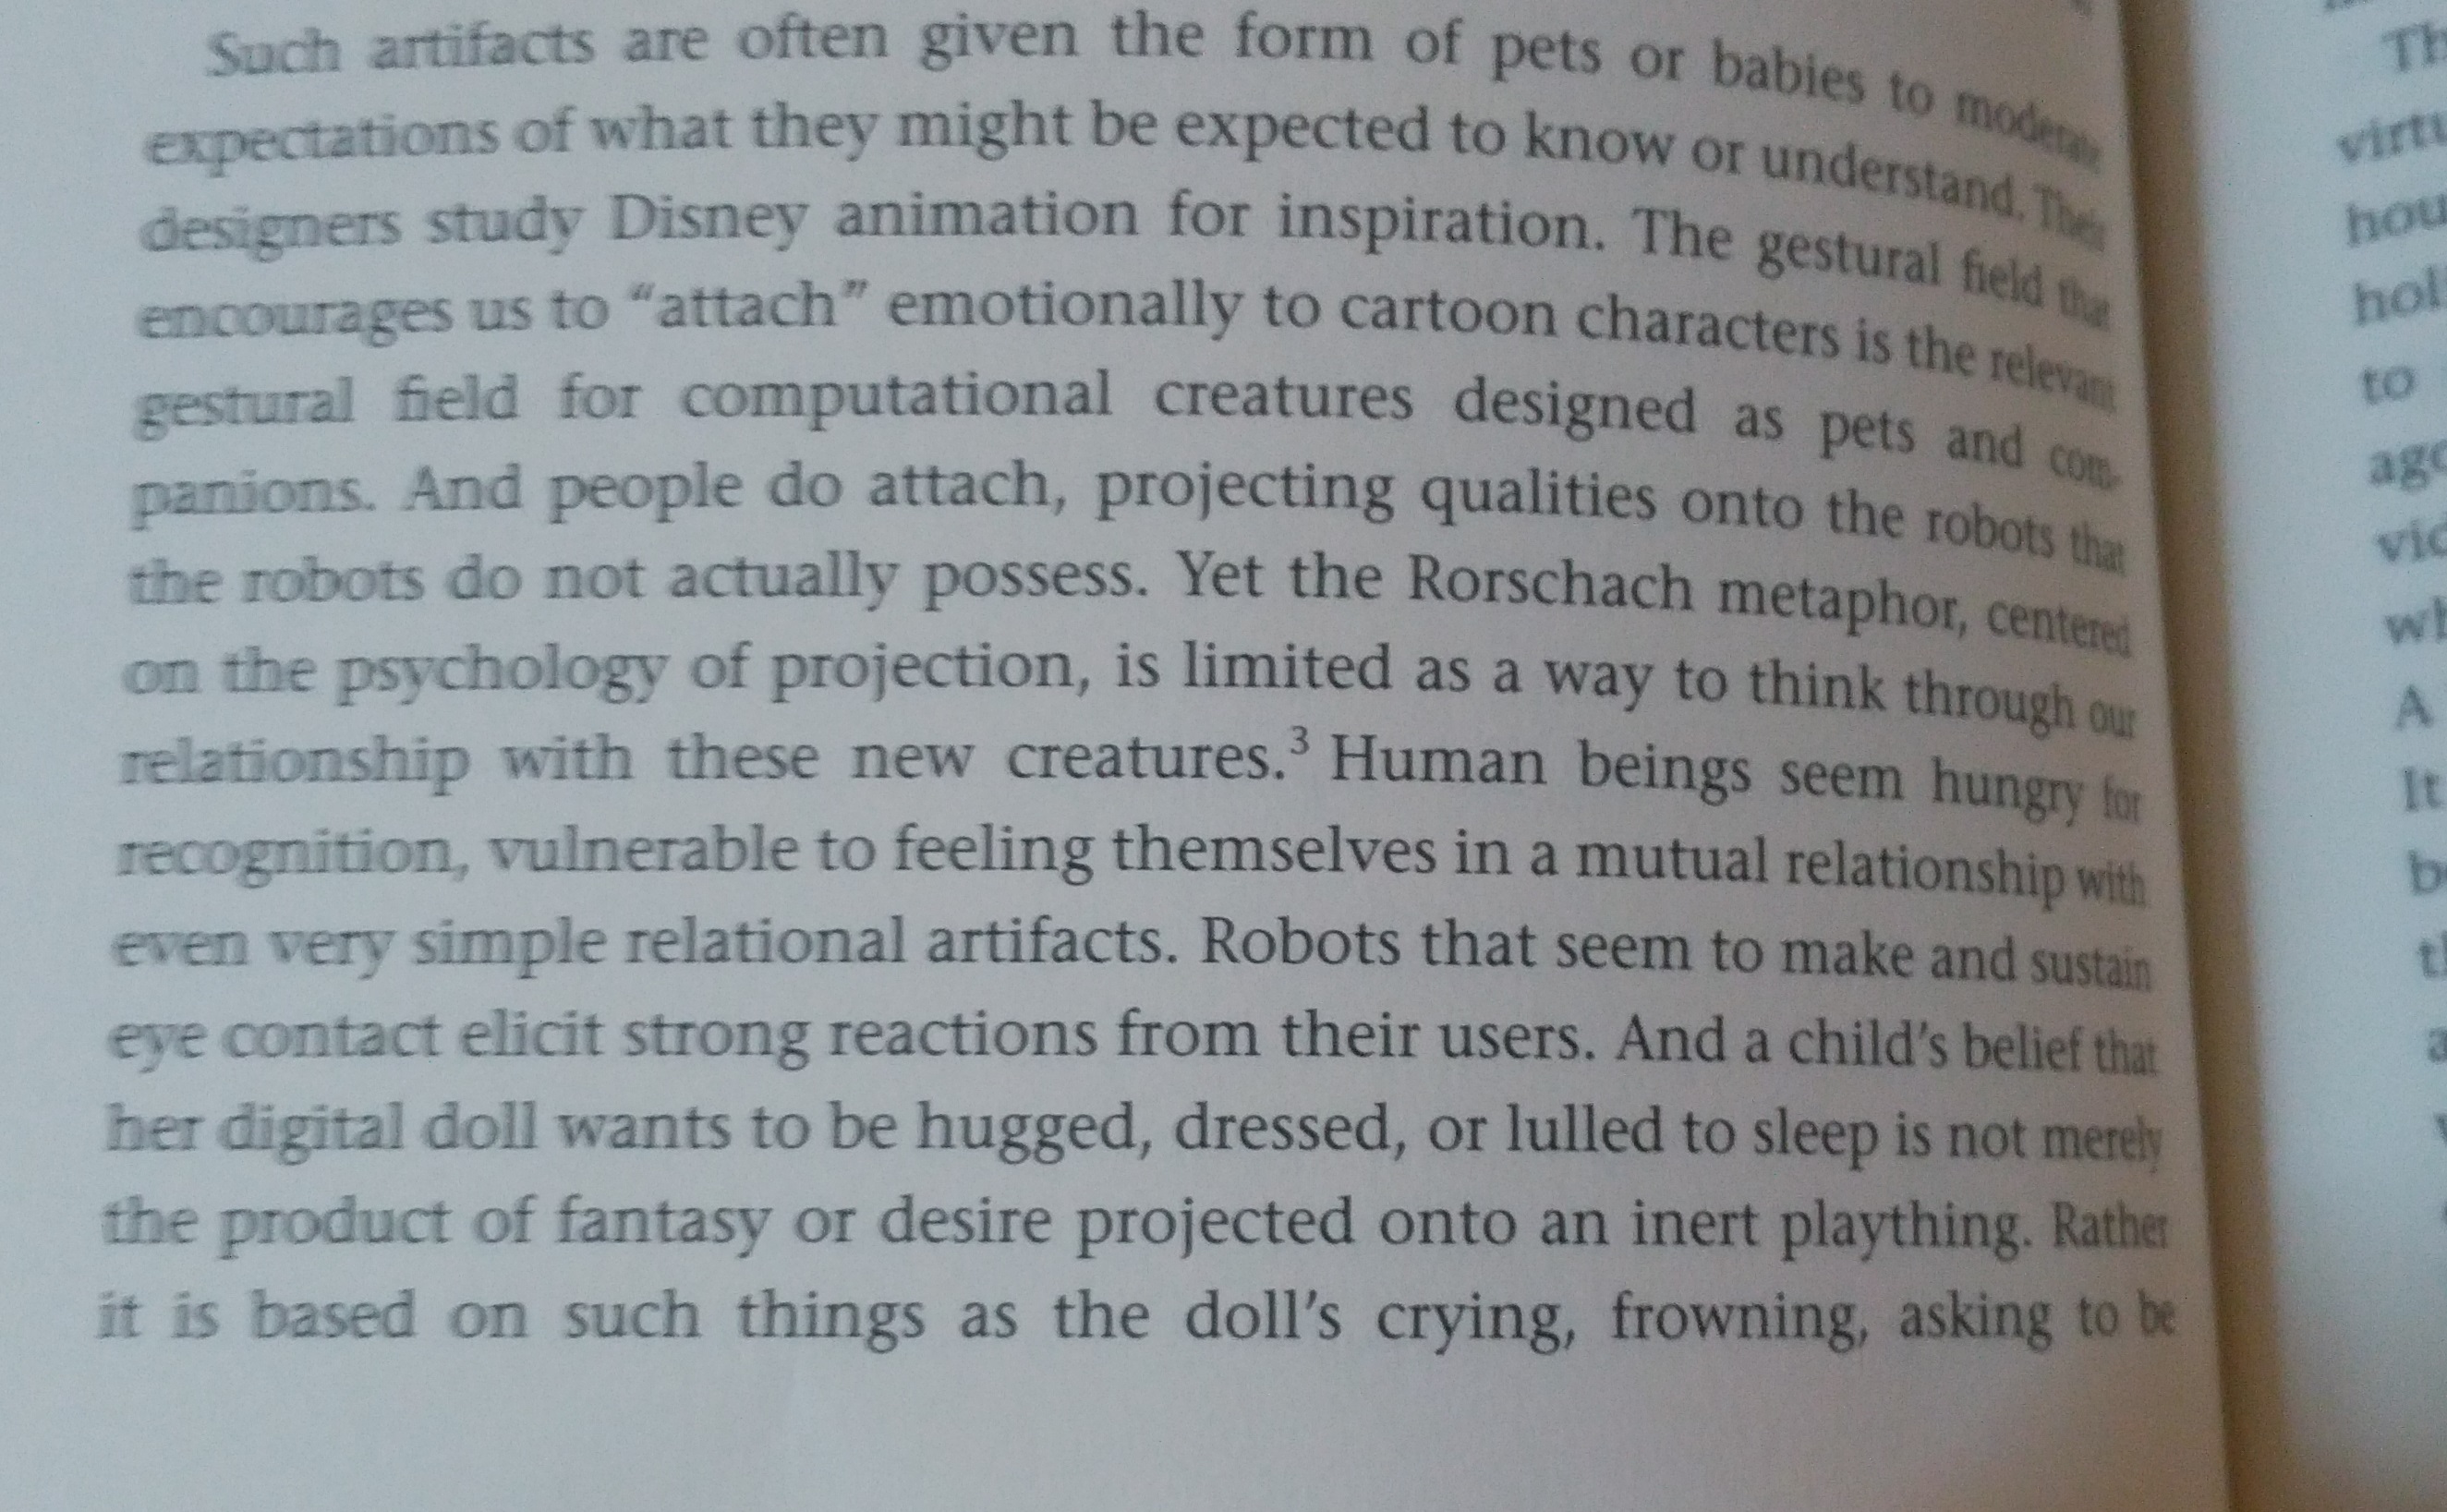 Such artifacts are often given the form of pets or babies to moderate
expectations of what they might be expected to know or understand. Their
designers study Disney animation for inspiration. The gestural field that
encourages us to “attach” emotionally to cartoon characters is the relevant
gestural field for computational creatures designed as pets and com-
panions. And people do attach, projecting qualities onto the robots that
the robots do not actually possess. Yet the Rorschach metaphor, centered
on the psychology of projection, is limited as a way to think through our
relationship with these new creatures.³ Human beings seem hungry for
recognition, vulnerable to feeling themselves in a mutual relationship with
even very simple relational artifacts. Robots that seem to make and sustain
eye contact elicit strong reactions from their users. And a child’s belief that
her digital doll wants to be hugged, dressed, or lulled to sleep is not merely
the product of fantasy or desire projected onto an inert plaything. Rather
it is based on such things as the doll’s crying, frowning, asking to be
to
A
It